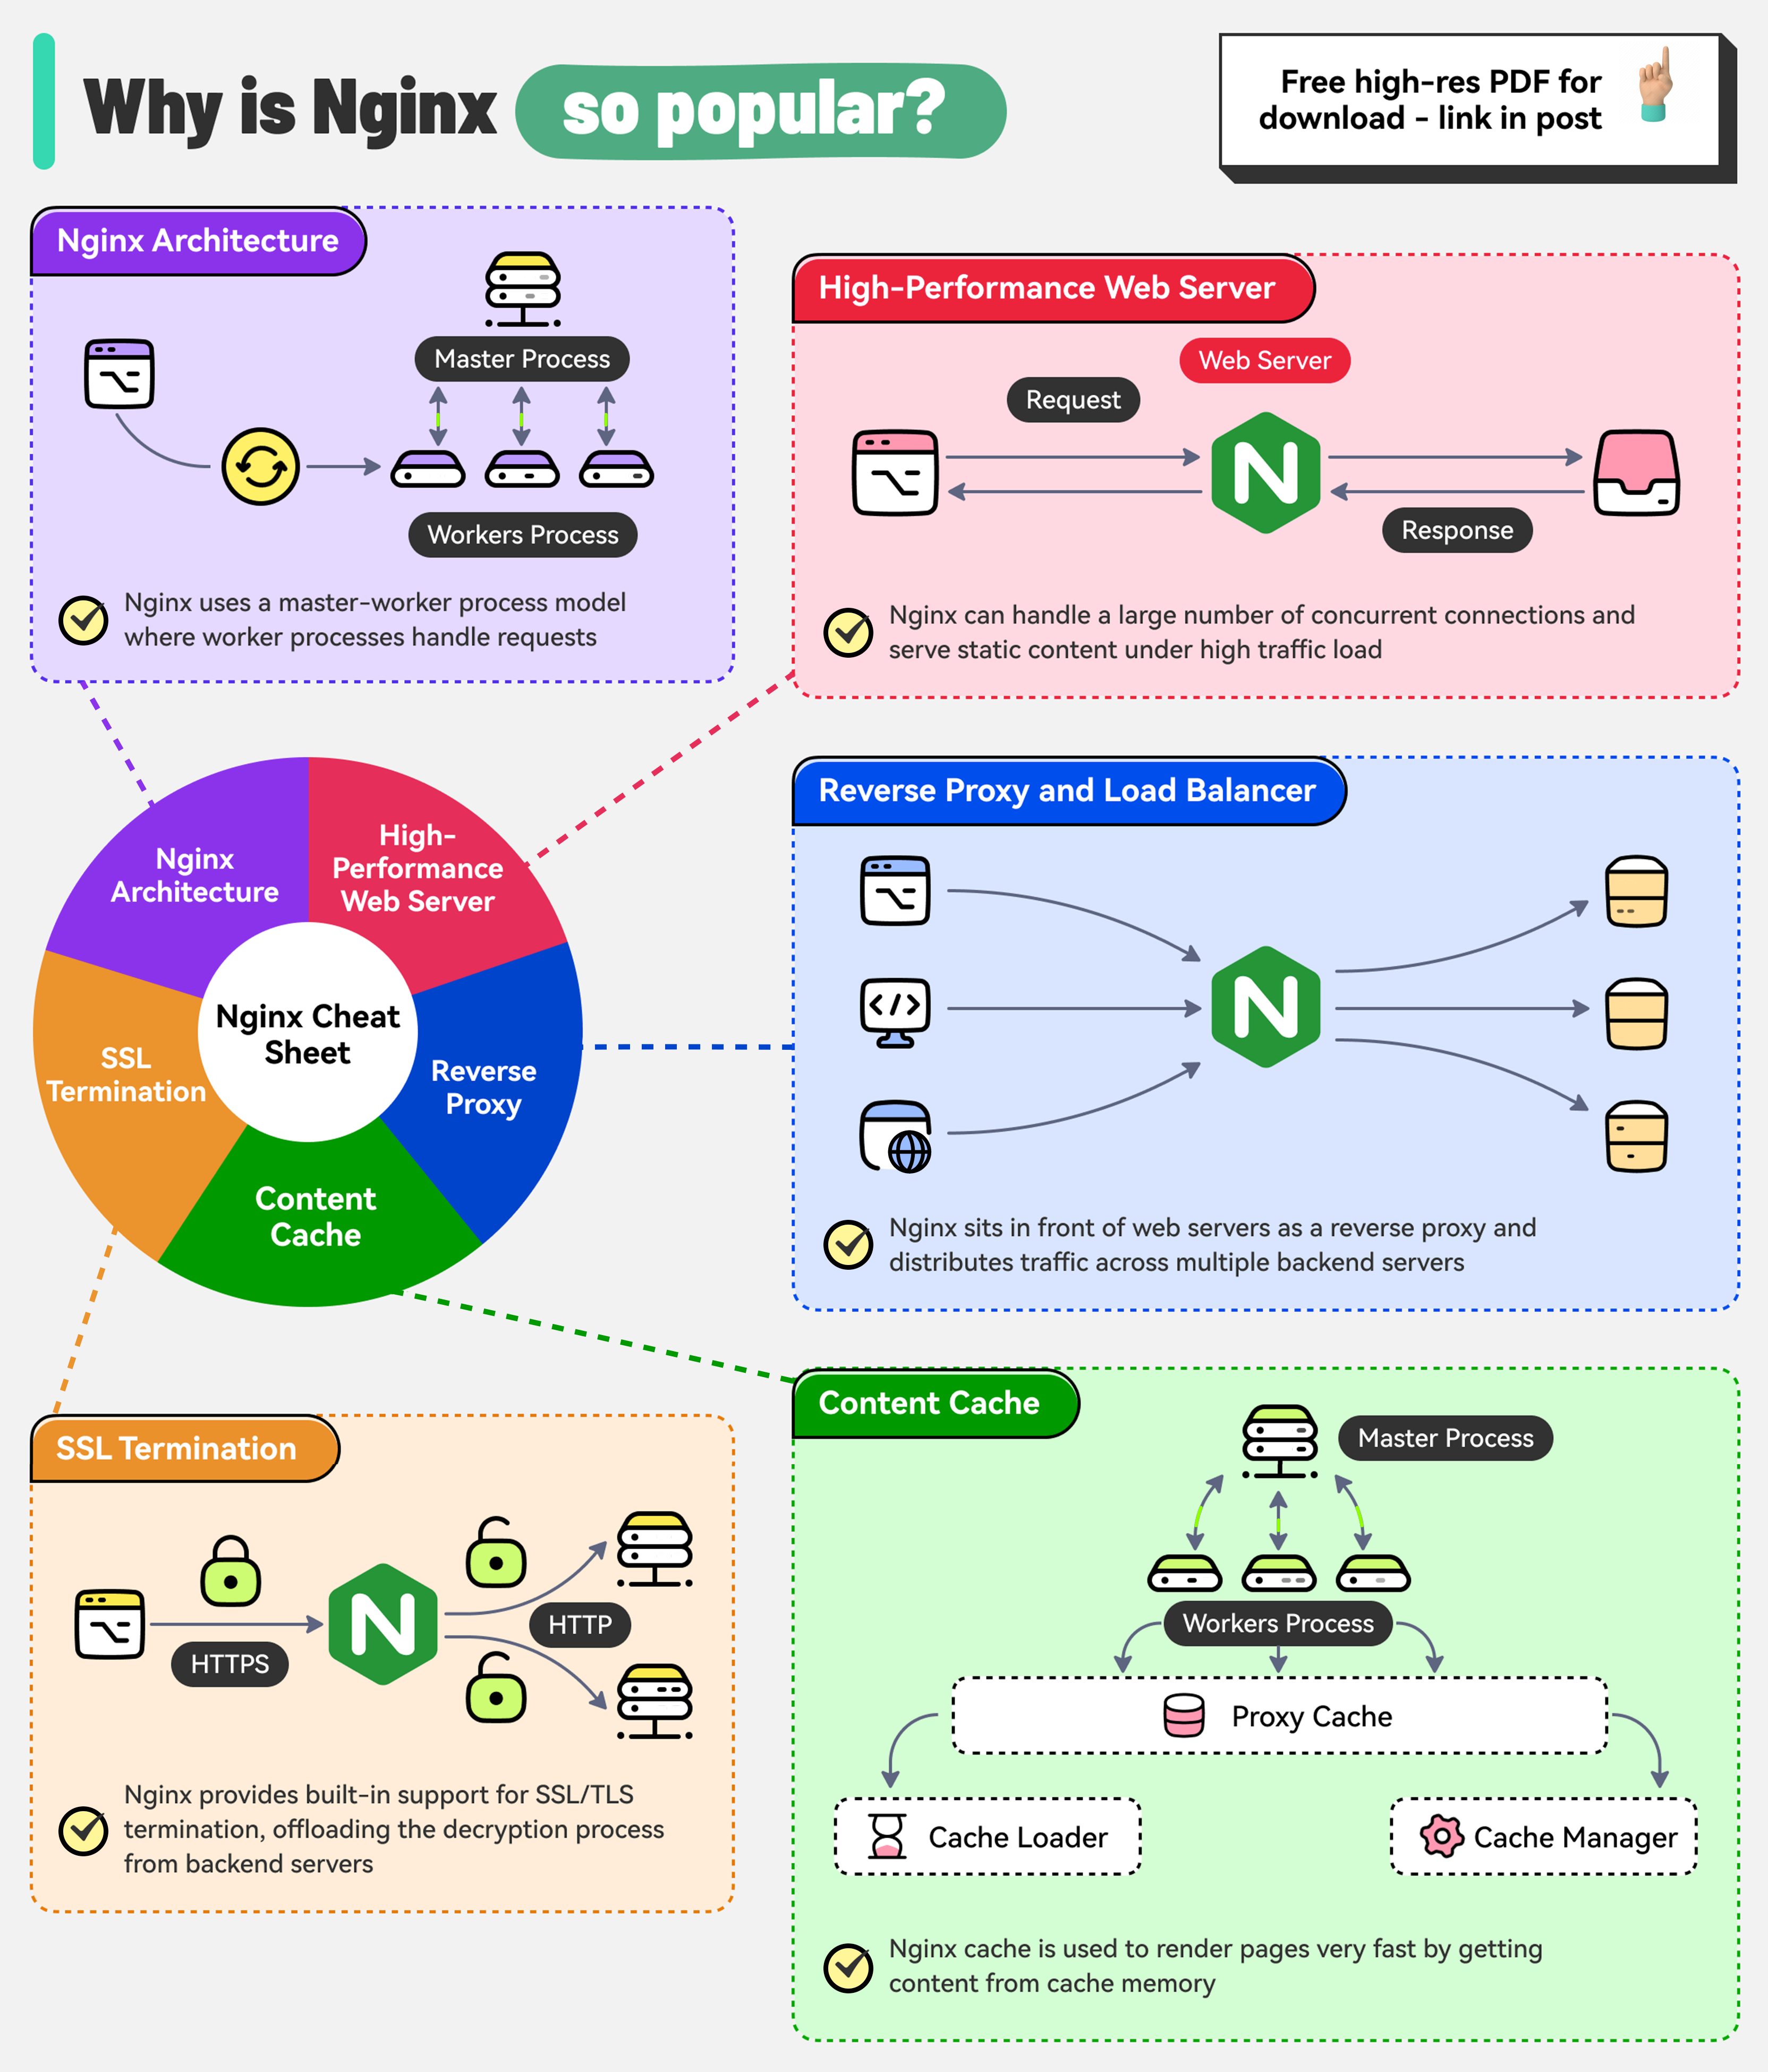 Why is Nginx so popular?
Free high-res PDF for
download - link in post
Nginx Architecture
Master Process
Workers Process
Nginx uses a master-worker process model
where worker processes handle requests
High-Performance Web Server
Web Server
Request
Response
Nginx can handle a large number of concurrent connections and
serve static content under high traffic load
Nginx
Architecture
High-
Performance
Web Server
Nginx Cheat
Sheet
SSL
Termination
Reverse
Proxy
Content
Cache
Reverse Proxy and Load Balancer
Nginx sits in front of web servers as a reverse proxy and
distributes traffic across multiple backend servers
SSL Termination
HTTPS
HTTP
Nginx provides built-in support for SSL/TLS
termination, offloading the decryption process
from backend servers
Content Cache
Master Process
Workers Process
Proxy Cache
Cache Loader
Cache Manager
Nginx cache is used to render pages very fast by getting
content from cache memory